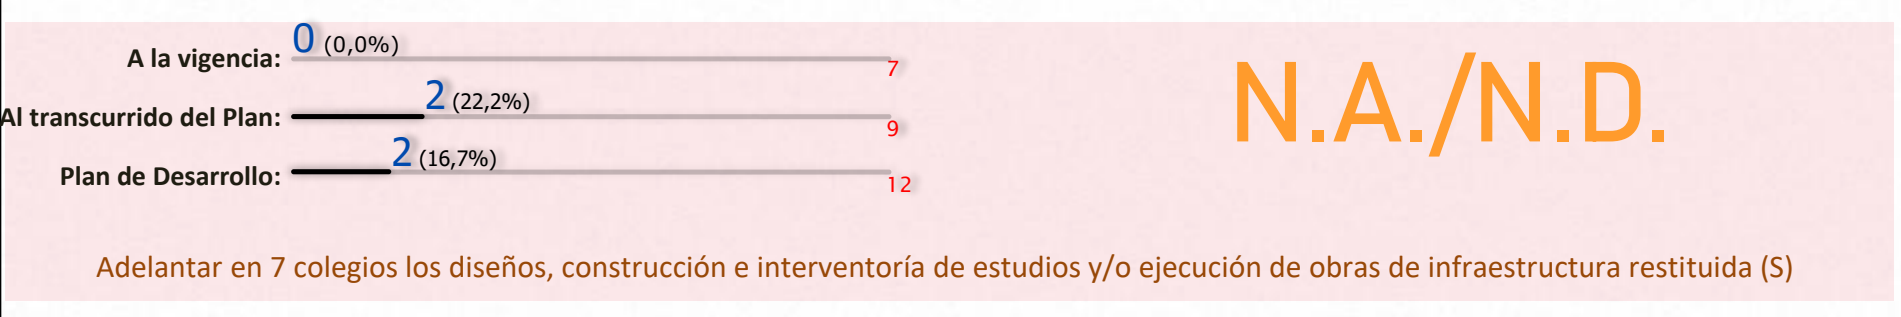 A la vigencia: 0 (0,0%) 7
Al transcurrido del Plan: 2 (22,2%) 9
Plan de Desarrollo: 2 (16,7%) 12
N.A./N.D.
Adelantar en 7 colegios los diseños, construcción e interventoría de estudios y/o ejecución de obras de infraestructura restituida (S)